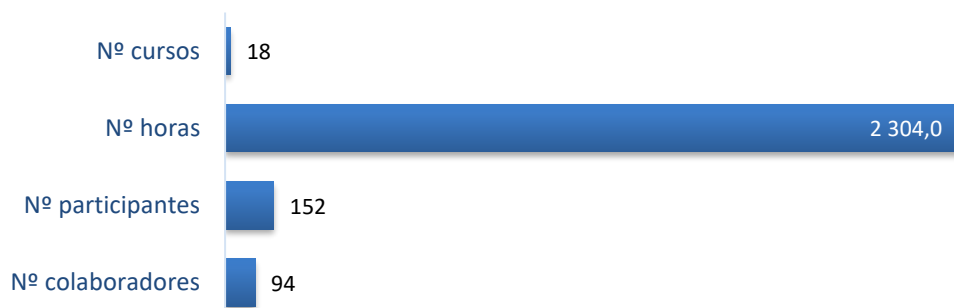 Nº cursos 18
Nº horas 2 304,0
Nº participantes 152
Nº colaboradores 94